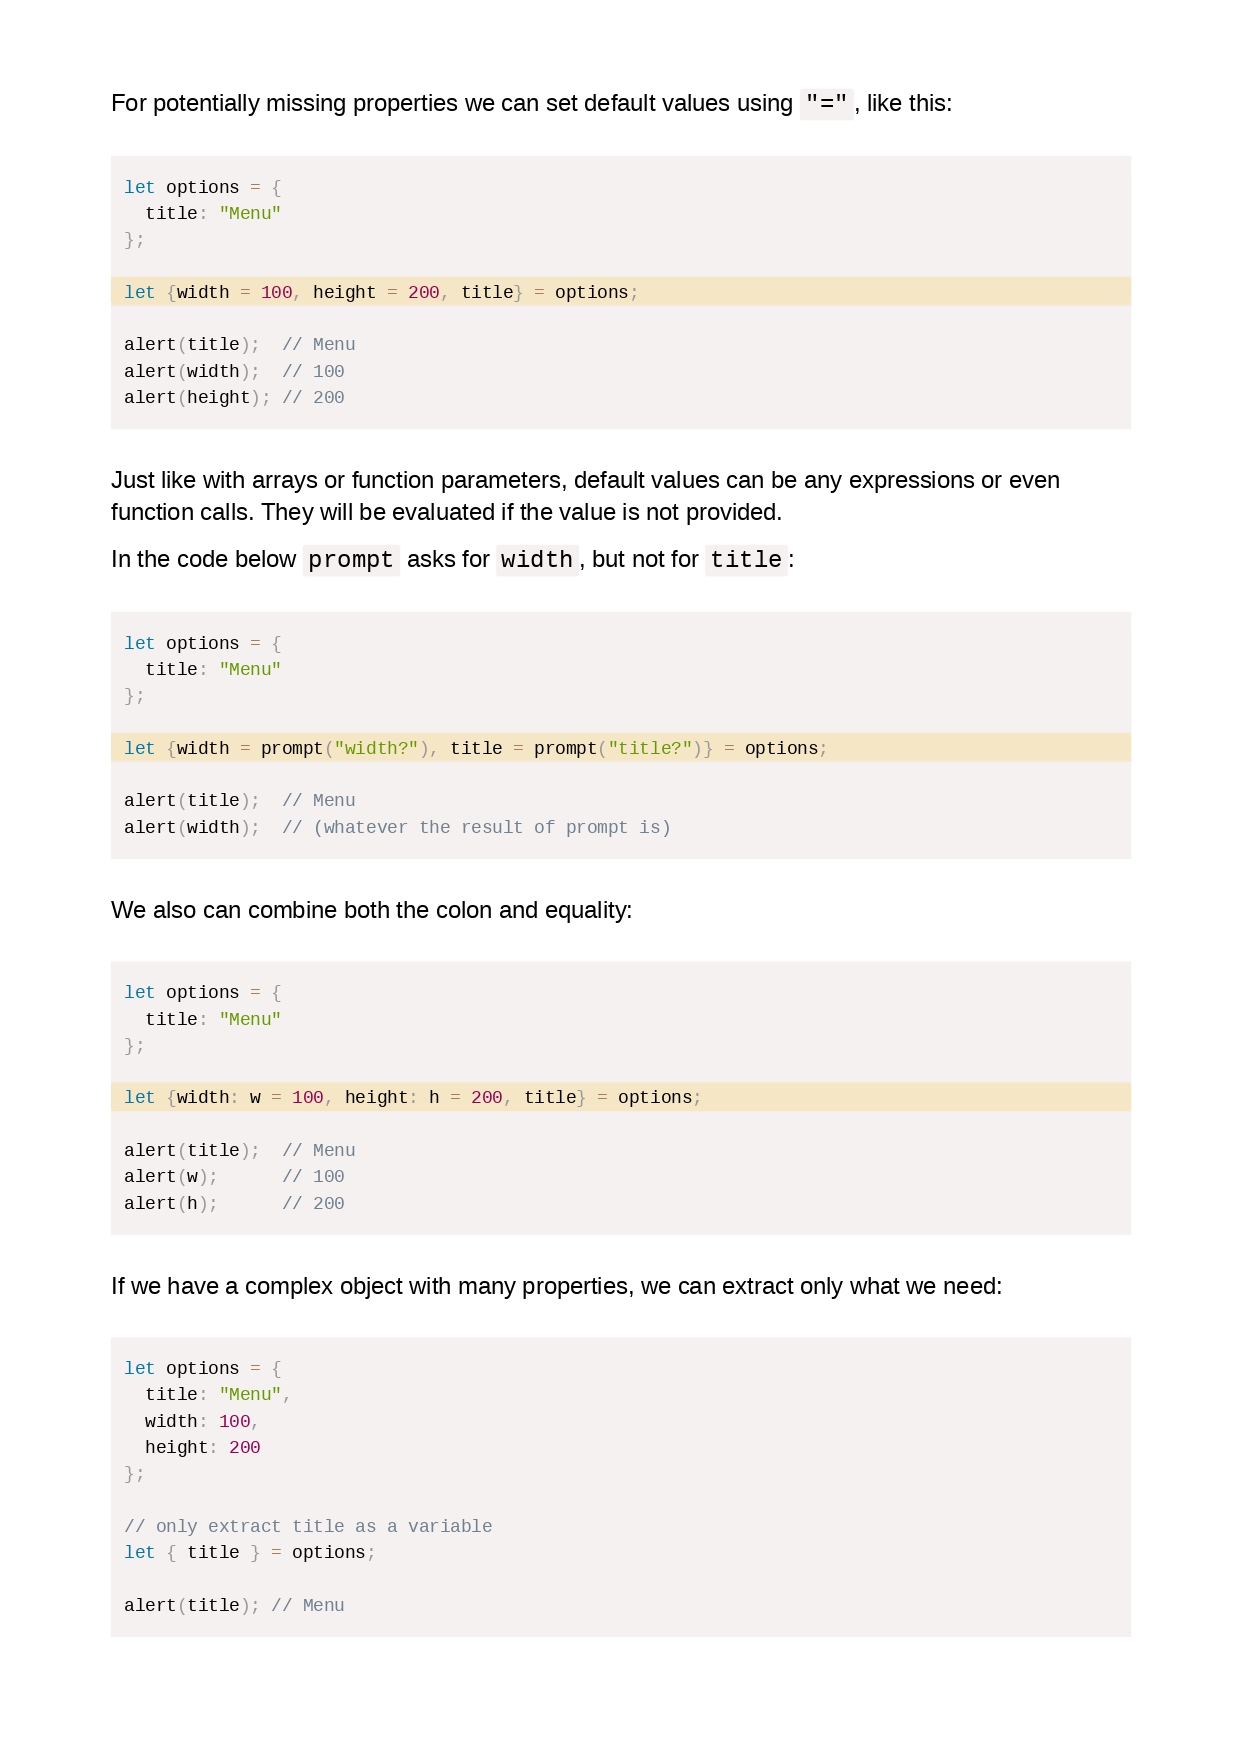 For potentially missing properties we can set default values using "=", like this:
let options = {
  title: "Menu"
};
let {width = 100, height = 200, title} = options;
alert(title);  // Menu
alert(width);  // 100
alert(height); // 200
Just like with arrays or function parameters, default values can be any expressions or even
function calls. They will be evaluated if the value is not provided.
In the code below prompt asks for width, but not for title:
let options = {
  title: "Menu"
};
let {width = prompt("width?"), title = prompt("title?")} = options;
alert(title);  // Menu
alert(width);  // (whatever the result of prompt is)
We also can combine both the colon and equality:
let options = {
  title: "Menu"
};
let {width: w = 100, height: h = 200, title} = options;
alert(title);  // Menu
alert(w);      // 100
alert(h);      // 200
If we have a complex object with many properties, we can extract only what we need:
let options = {
  title: "Menu",
  width: 100,
  height: 200
};
// only extract title as a variable
let { title } = options;
alert(title); // Menu